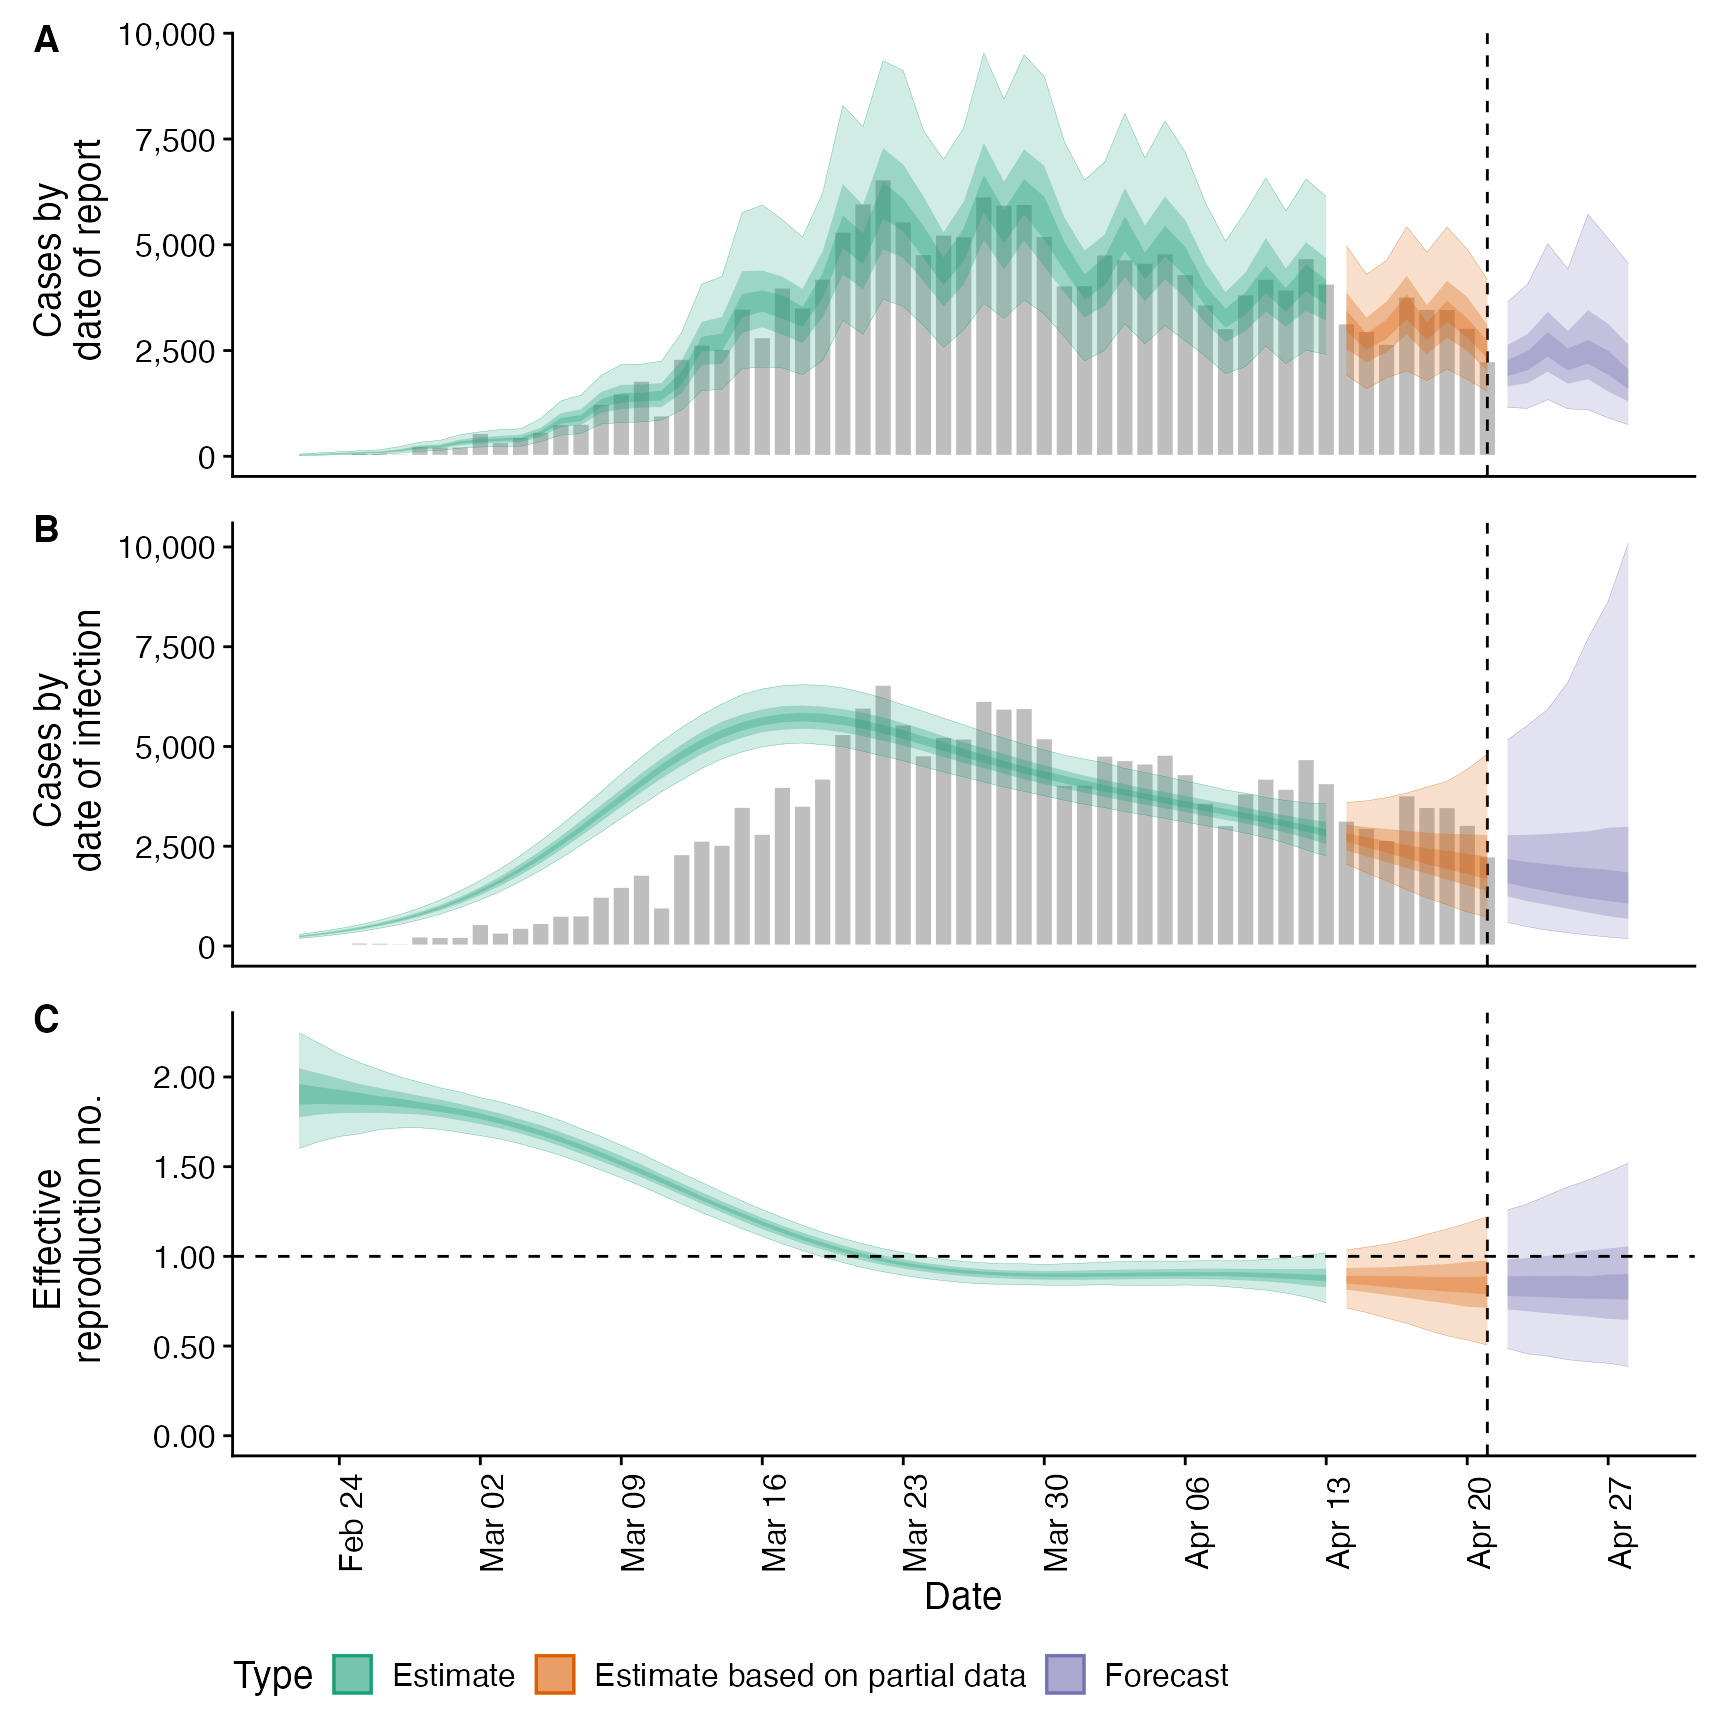 A
10,000
7,500
5,000
2,500
0
Cases by
date of report
B
10,000
7,500
5,000
2,500
0
Cases by
date of infection
C
2.00
1.50
1.00
0.50
0.00
Effective
reproduction no.
Feb 24
Mar 02
Mar 09
Mar 16
Mar 23
Mar 30
Apr 06
Apr 13
Apr 20
Apr 27
Date
Type Estimate Estimate based on partial data Forecast